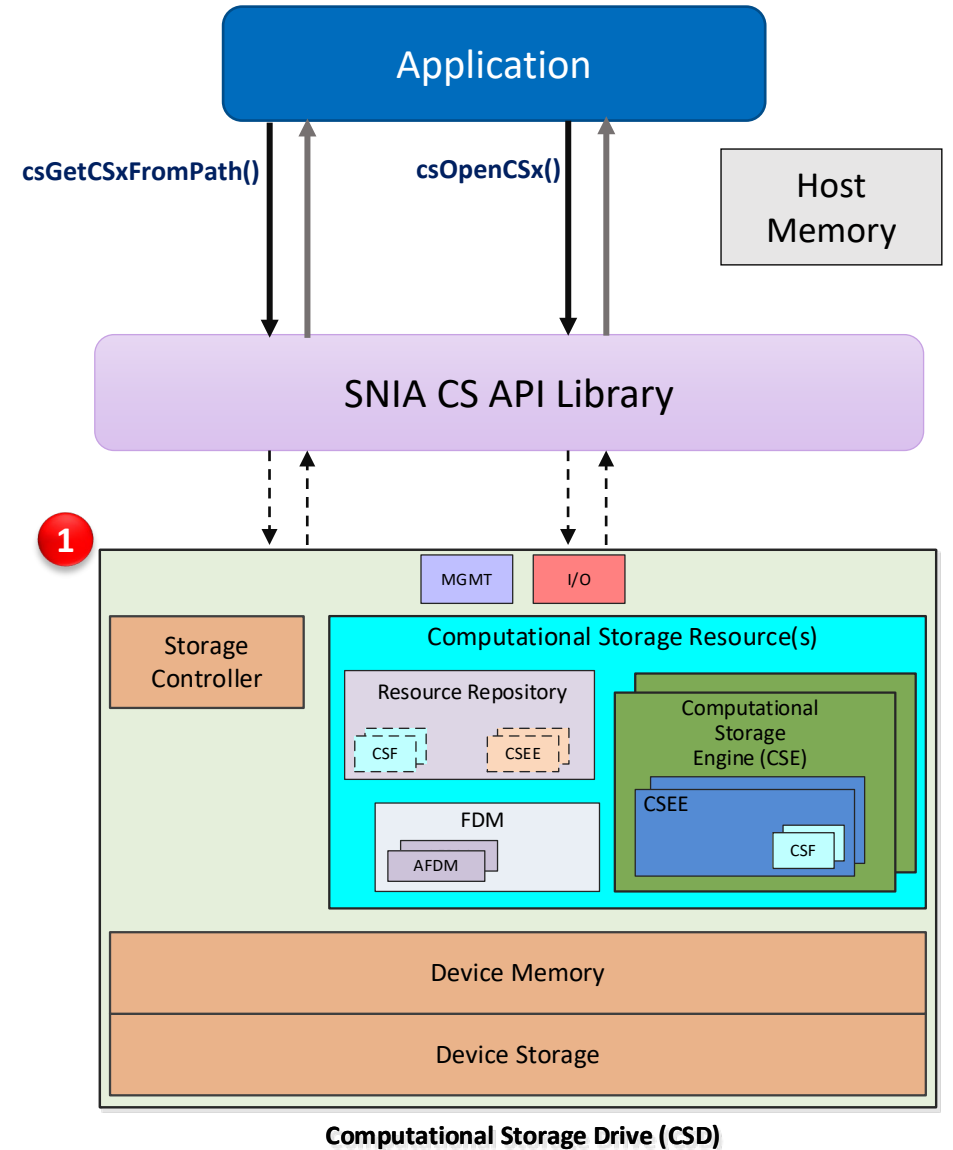 Application
csGetCSxFromPath()
csOpenCSx()
Host
Memory
SNIA CS API Library
1
MGMT
I/O
Storage
Controller
Computational Storage Resource(s)
Resource Repository
CSF
CSEE
Computational
Storage
Engine (CSE)
CSEE
CSF
FDM
AFDM
Device Memory
Device Storage
Computational Storage Drive (CSD)